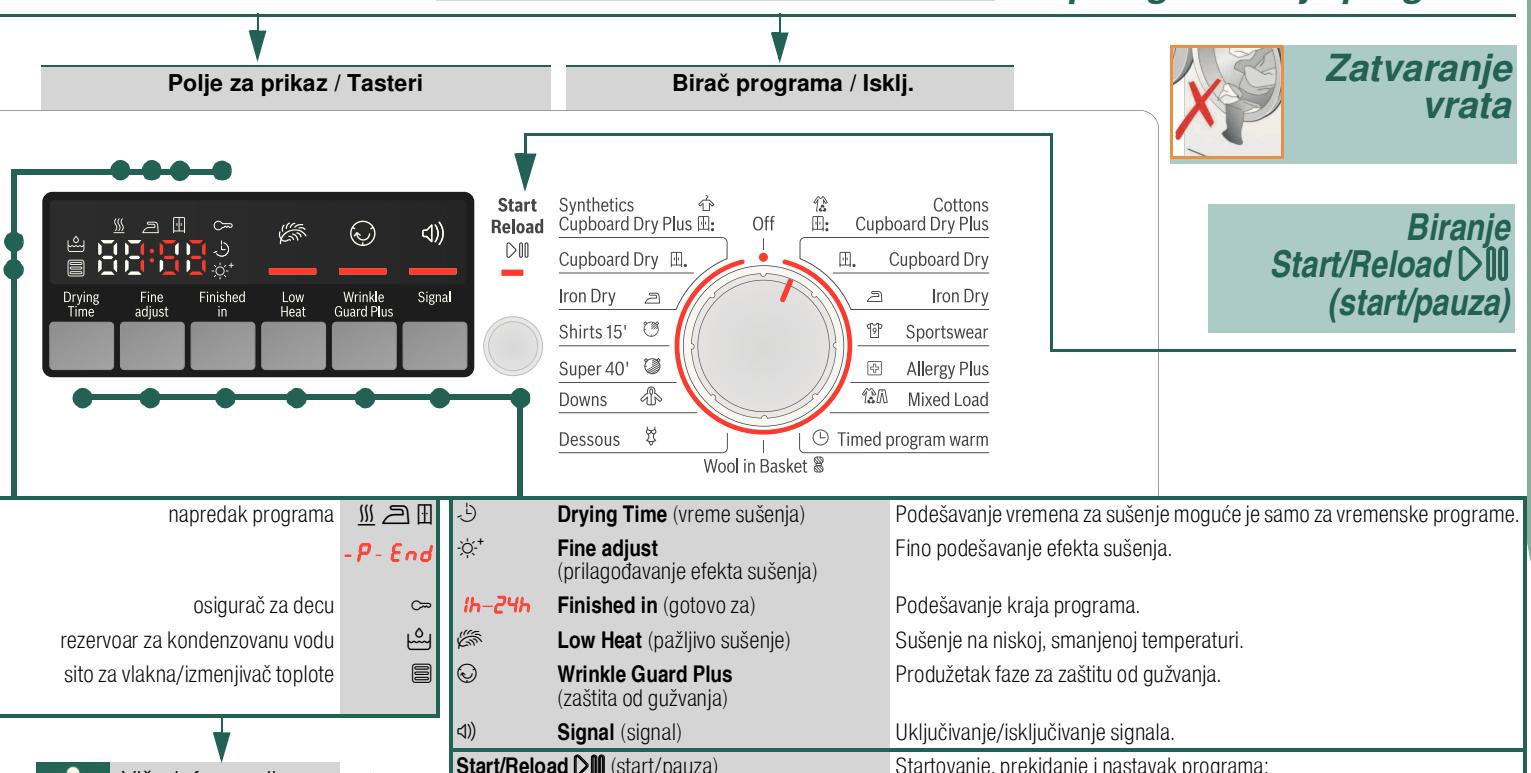 Polje za prikaz / Tasteri
Birač programa / Isklj.
Zatvaranje
vrata
Biranje
Start/Reload
(start/pauza)
88:88
Drying
Time
Fine
adjust
Finished
in
Low
Heat
Wrinkle
Guard Plus
Signal
Start
Reload
Synthetics
Cupboard Dry Plus
Cupboard Dry
Iron Dry
Shirts 15'
Super 40'
Downs
Dessous
Off
Wool in Basket
Cottons
Cupboard Dry Plus
Cupboard Dry
Iron Dry
Sportswear
Allergy Plus
Mixed Load
Timed program warm
napredak programa
-P- End
osigurač za decu
rezervoar za kondenzovanu vodu
sito za vlakna/izmenjivač toplote
Drying Time (vreme sušenja) Podešavanje vremena za sušenje moguće je samo za vremenske programe.
Fine adjust Fino podešavanje efekta sušenja.
(prilagođavanje efekta sušenja)
1h-24h Finished in (gotovo za) Podešavanje kraja programa.
Low Heat (pažljivo sušenje) Sušenje na niskoj, smanjenoj temperaturi.
Wrinkle Guard Plus Produžetak faze za zaštitu od gužvanja.
(zaštita od gužvanja)
Signal (signal) Uključivanje/isključivanje signala.
Start/Reload (start/pauza) Startovanje, prekidanje i nastavak programa: